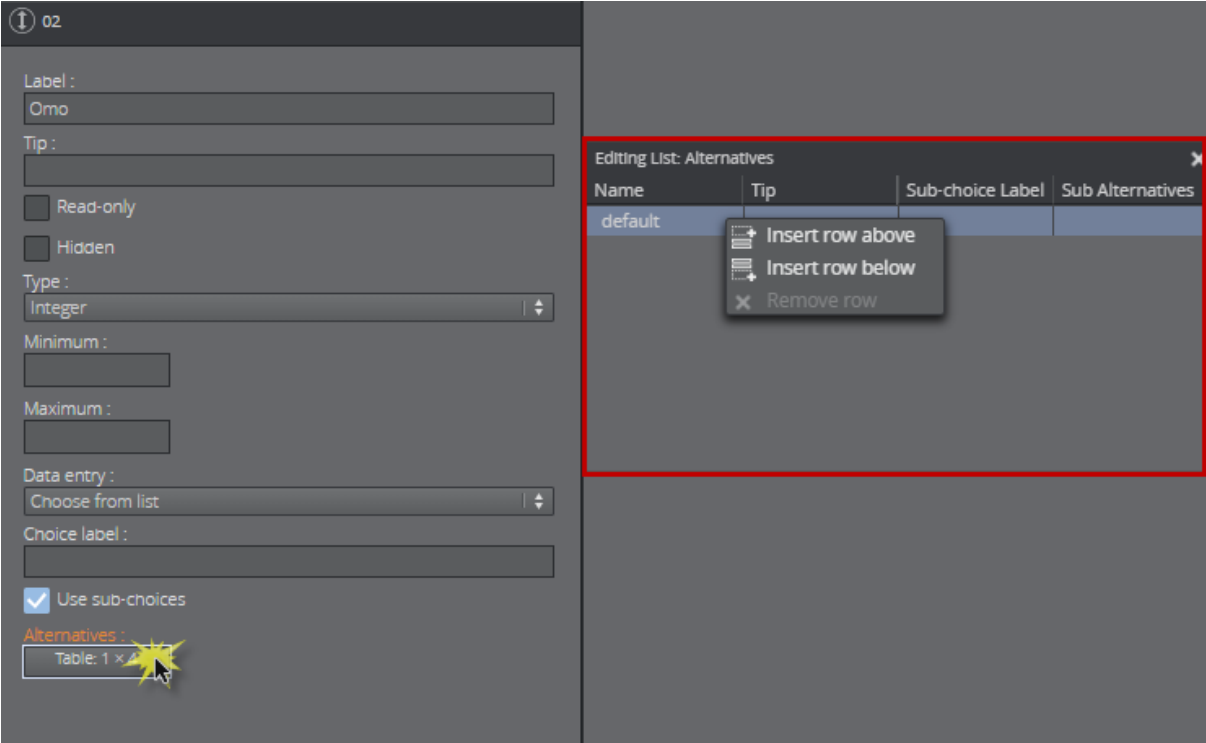 02
Label :
Omo
Tip :
Read-only
Hidden
Type :
Integer
Minimum :
Maximum :
Data entry :
Choose from list
Choice label :
Use sub-choices
Alternatives :
Table: 1 × 4
Editing List: Alternatives
Name Tip Sub-choice Label Sub Alternatives
default
Insert row above
Insert row below
Remove row